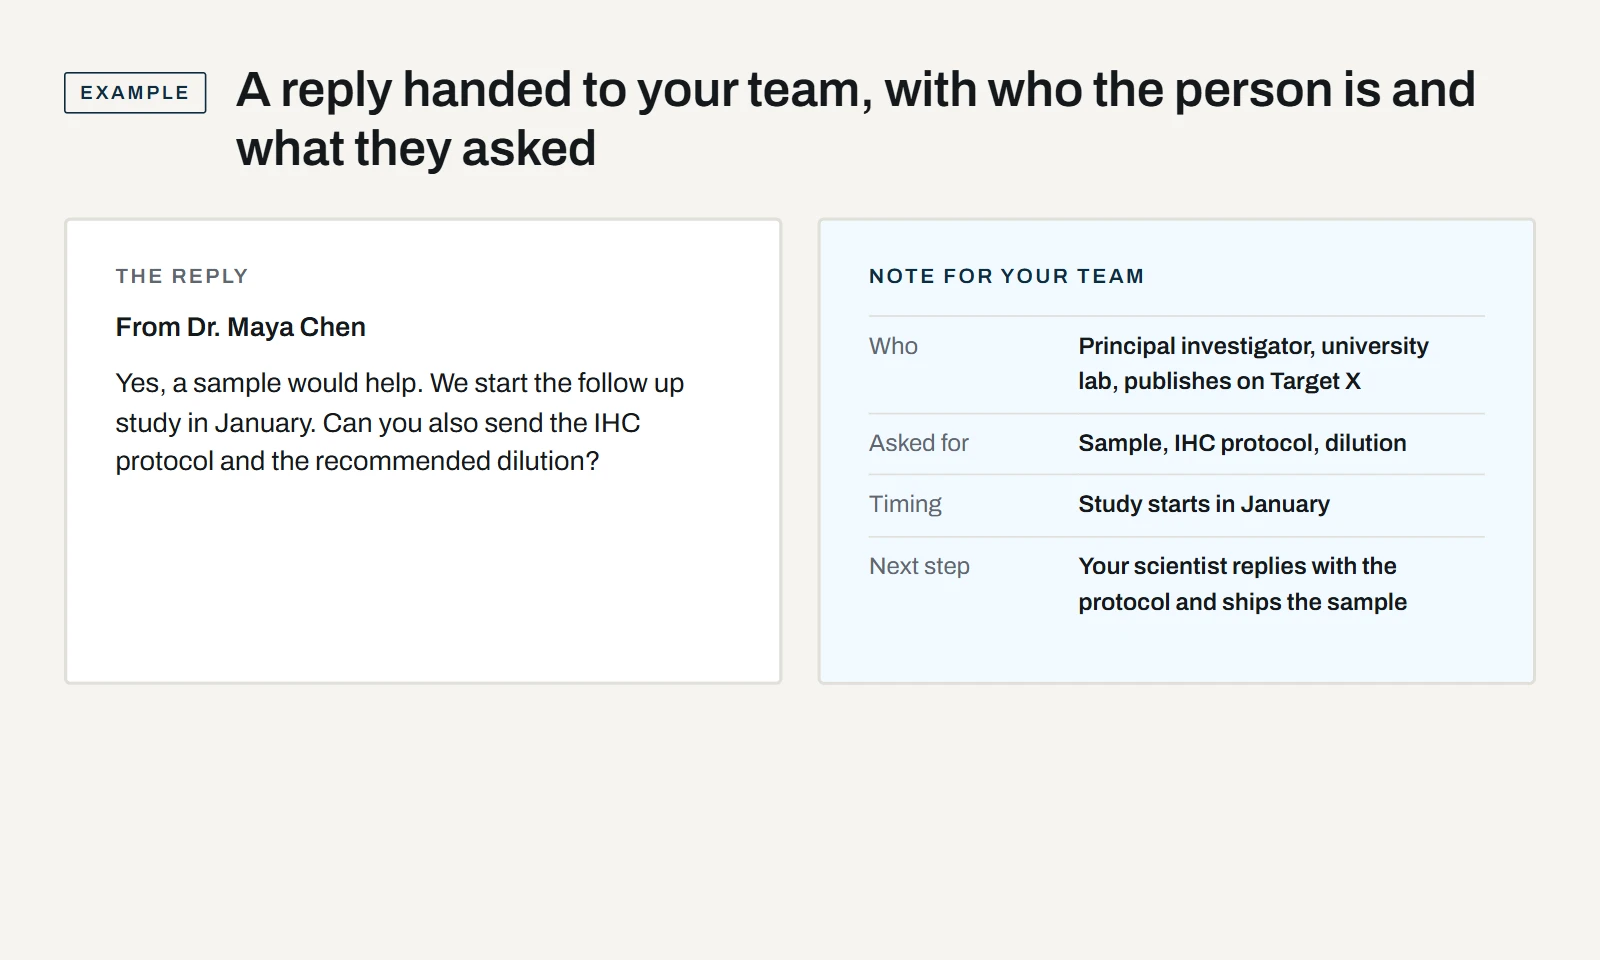 EXAMPLE
A reply handed to your team, with who the person is and
what they asked
THE REPLY
From Dr. Maya Chen
Yes, a sample would help. We start the follow up
study in January. Can you also send the IHC
protocol and the recommended dilution?
NOTE FOR YOUR TEAM
Who
Principal investigator, university
lab, publishes on Target X
Asked for
Sample, IHC protocol, dilution
Timing
Study starts in January
Next step
Your scientist replies with the
protocol and ships the sample